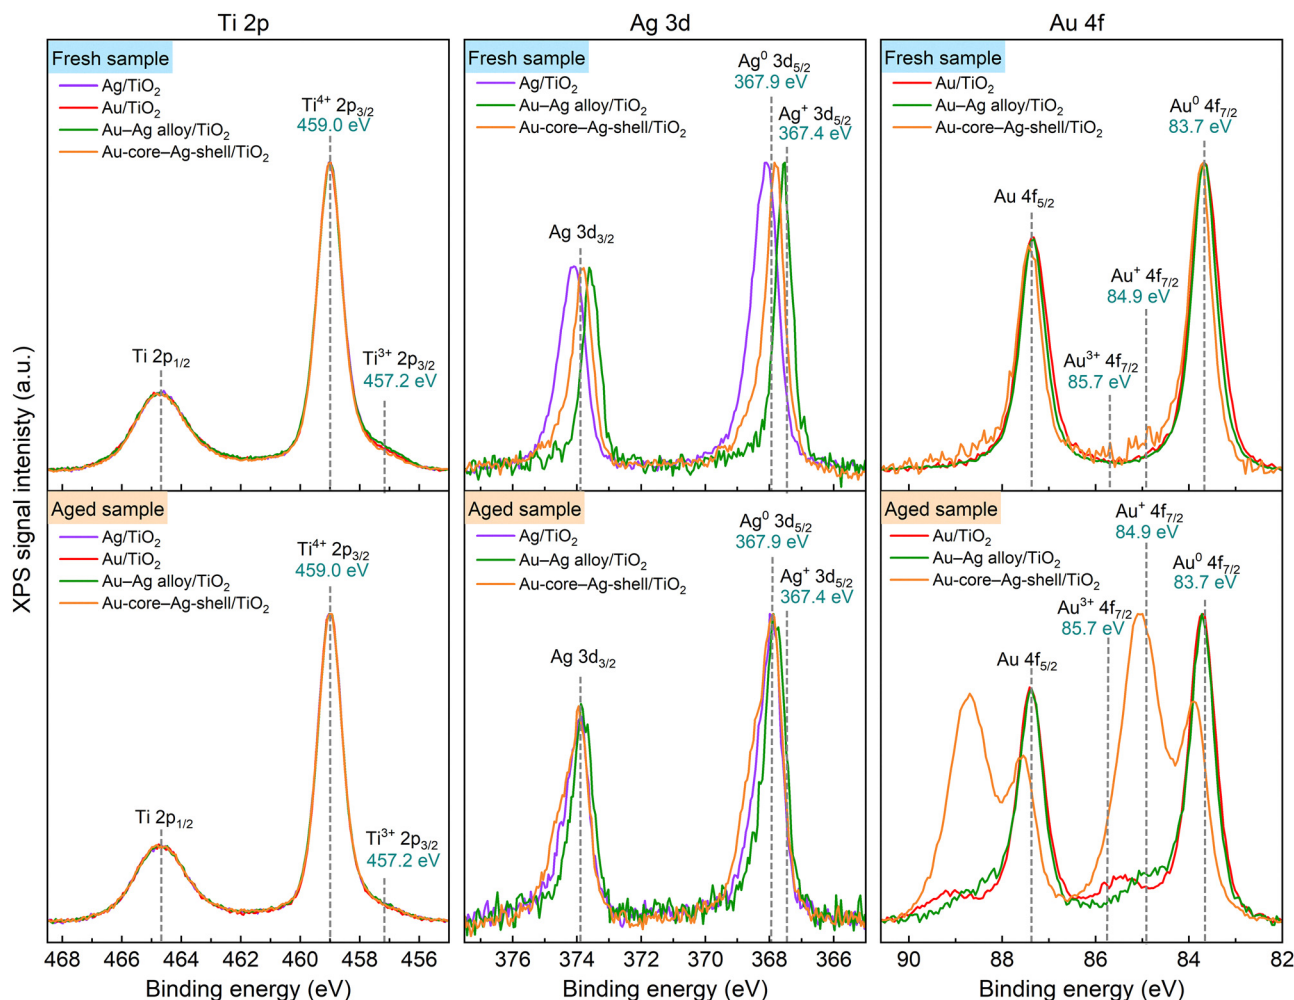 Ti 2p
Ag 3d
Au 4f
XPS signal intenisty (a.u.)
Fresh sample
Ag/TiO₂
Au/TiO₂
Au–Ag alloy/TiO₂
Au-core–Ag-shell/TiO₂
Ti⁴⁺ 2p₃/₂
459.0 eV
Ti 2p₁/₂
Ti³⁺ 2p₃/₂
457.2 eV
Fresh sample
Ag/TiO₂
Au–Ag alloy/TiO₂
Au-core–Ag-shell/TiO₂
Ag⁰ 3d₅/₂
367.9 eV
Ag⁺ 3d₅/₂
367.4 eV
Ag 3d₃/₂
Fresh sample
Au/TiO₂
Au–Ag alloy/TiO₂
Au-core–Ag-shell/TiO₂
Au⁰ 4f₇/₂
83.7 eV
Au 4f₅/₂
Au⁺ 4f₇/₂
84.9 eV
Au³⁺ 4f₇/₂
85.7 eV
Aged sample
Ag/TiO₂
Au/TiO₂
Au–Ag alloy/TiO₂
Au-core–Ag-shell/TiO₂
Ti⁴⁺ 2p₃/₂
459.0 eV
Ti 2p₁/₂
Ti³⁺ 2p₃/₂
457.2 eV
468 466 464 462 460 458 456
Binding energy (eV)
Aged sample
Ag/TiO₂
Au–Ag alloy/TiO₂
Au-core–Ag-shell/TiO₂
Ag⁰ 3d₅/₂
367.9 eV
Ag⁺ 3d₅/₂
367.4 eV
Ag 3d₃/₂
376 374 372 370 368 366
Binding energy (eV)
Aged sample
Au/TiO₂
Au–Ag alloy/TiO₂
Au-core–Ag-shell/TiO₂
Au⁺ 4f₇/₂
84.9 eV
Au⁰ 4f₇/₂
83.7 eV
Au³⁺ 4f₇/₂
85.7 eV
Au 4f₅/₂
90 88 86 84 82
Binding energy (eV)